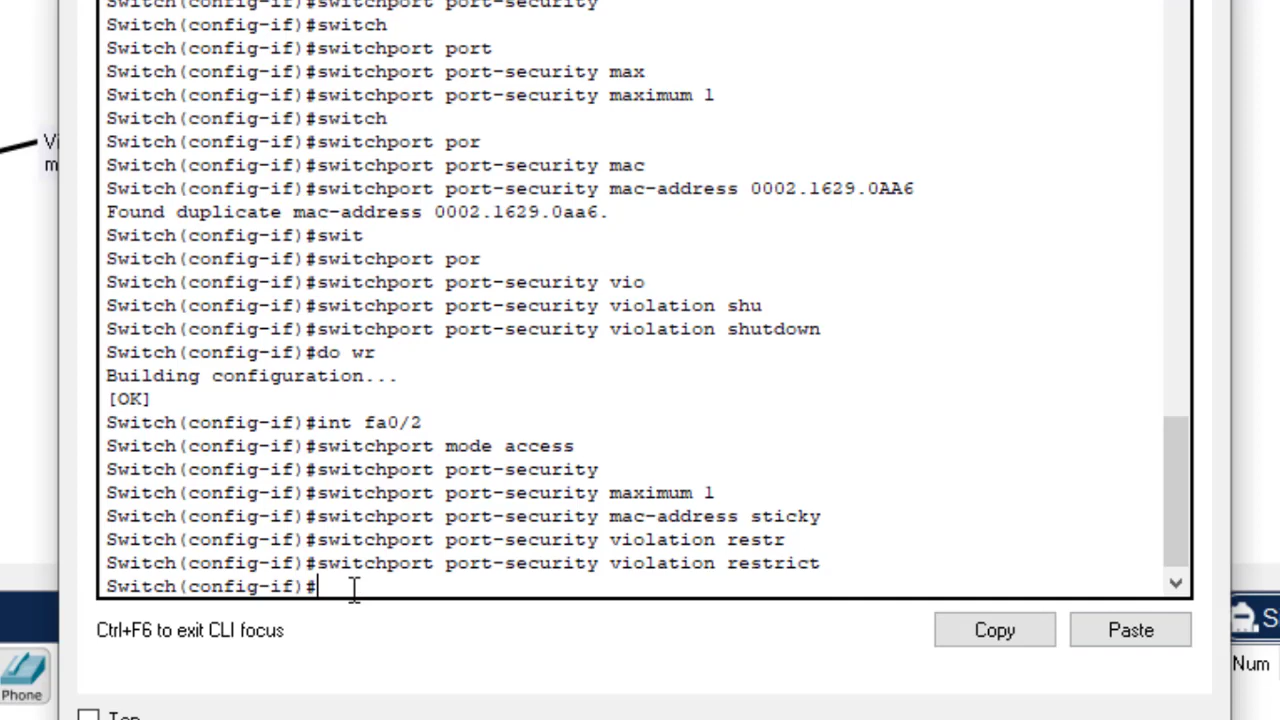 Switch(config-if)#switchport port-security
Switch(config-if)#switch
Switch(config-if)#switchport port
Switch(config-if)#switchport port-security max
Switch(config-if)#switchport port-security maximum 1
Switch(config-if)#switch
Switch(config-if)#switchport por
Switch(config-if)#switchport port-security mac
Switch(config-if)#switchport port-security mac-address 0002.1629.0AA6
Found duplicate mac-address 0002.1629.0aa6.
Switch(config-if)#swit
Switch(config-if)#switchport por
Switch(config-if)#switchport port-security vio
Switch(config-if)#switchport port-security violation shu
Switch(config-if)#switchport port-security violation shutdown
Switch(config-if)#do wr
Building configuration...
[OK]
Switch(config-if)#int fa0/2
Switch(config-if)#switchport mode access
Switch(config-if)#switchport port-security
Switch(config-if)#switchport port-security maximum 1
Switch(config-if)#switchport port-security mac-address sticky
Switch(config-if)#switchport port-security violation restr
Switch(config-if)#switchport port-security violation restrict
Switch(config-if)#
Ctrl+F6 to exit CLI focus
Copy
Paste
Vi
m
Phone
S
Num
Top